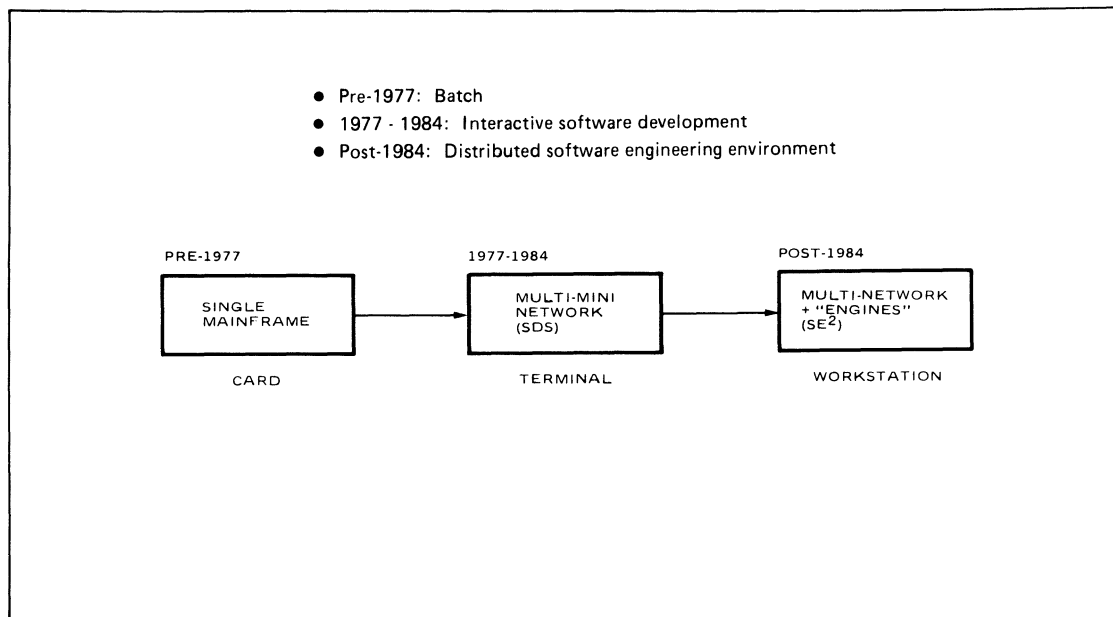 ● Pre-1977: Batch
● 1977 - 1984: Interactive software development
● Post-1984: Distributed software engineering environment
PRE-1977
SINGLE
MAINFRAME
CARD
1977-1984
MULTI-MINI
NETWORK
(SDS)
TERMINAL
POST-1984
MULTI-NETWORK
+ "ENGINES"
(SE²)
WORKSTATION